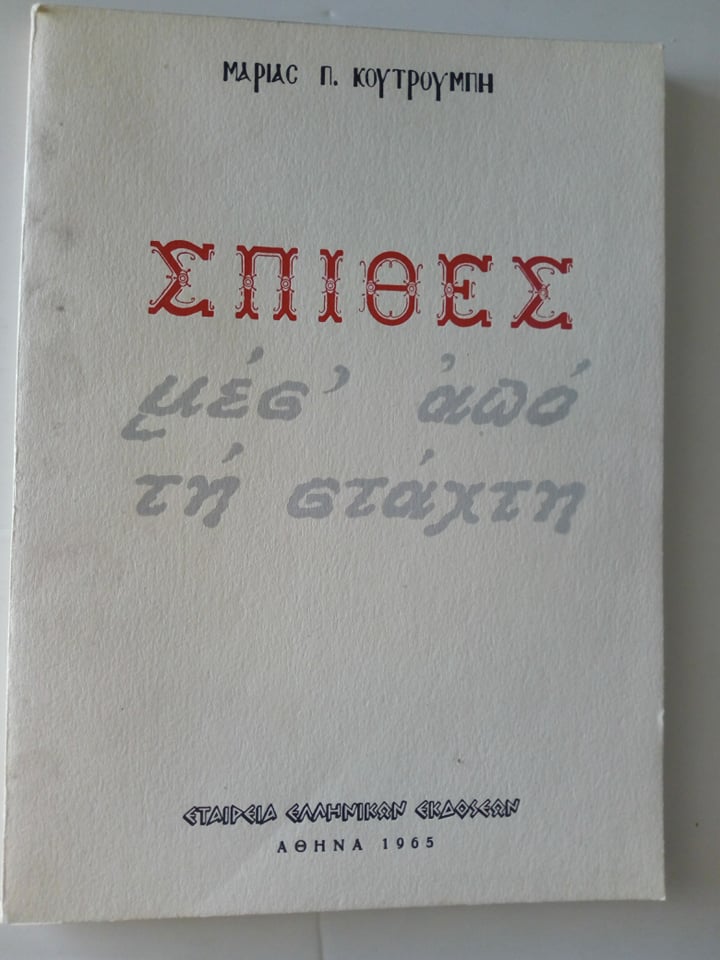 ΜΑΡΙΑΣ Π. ΚΟΥΤΡΟΥΜΠΗ
ΣΠΙΘΕΣ
μέσ' ἀπό
τή στάχτη
ΕΤΑΙΡΕΙΑ ΕΛΛΗΝΙΚΩΝ ΕΚΔΟΣΕΩΝ
ΑΘΗΝΑ 1965